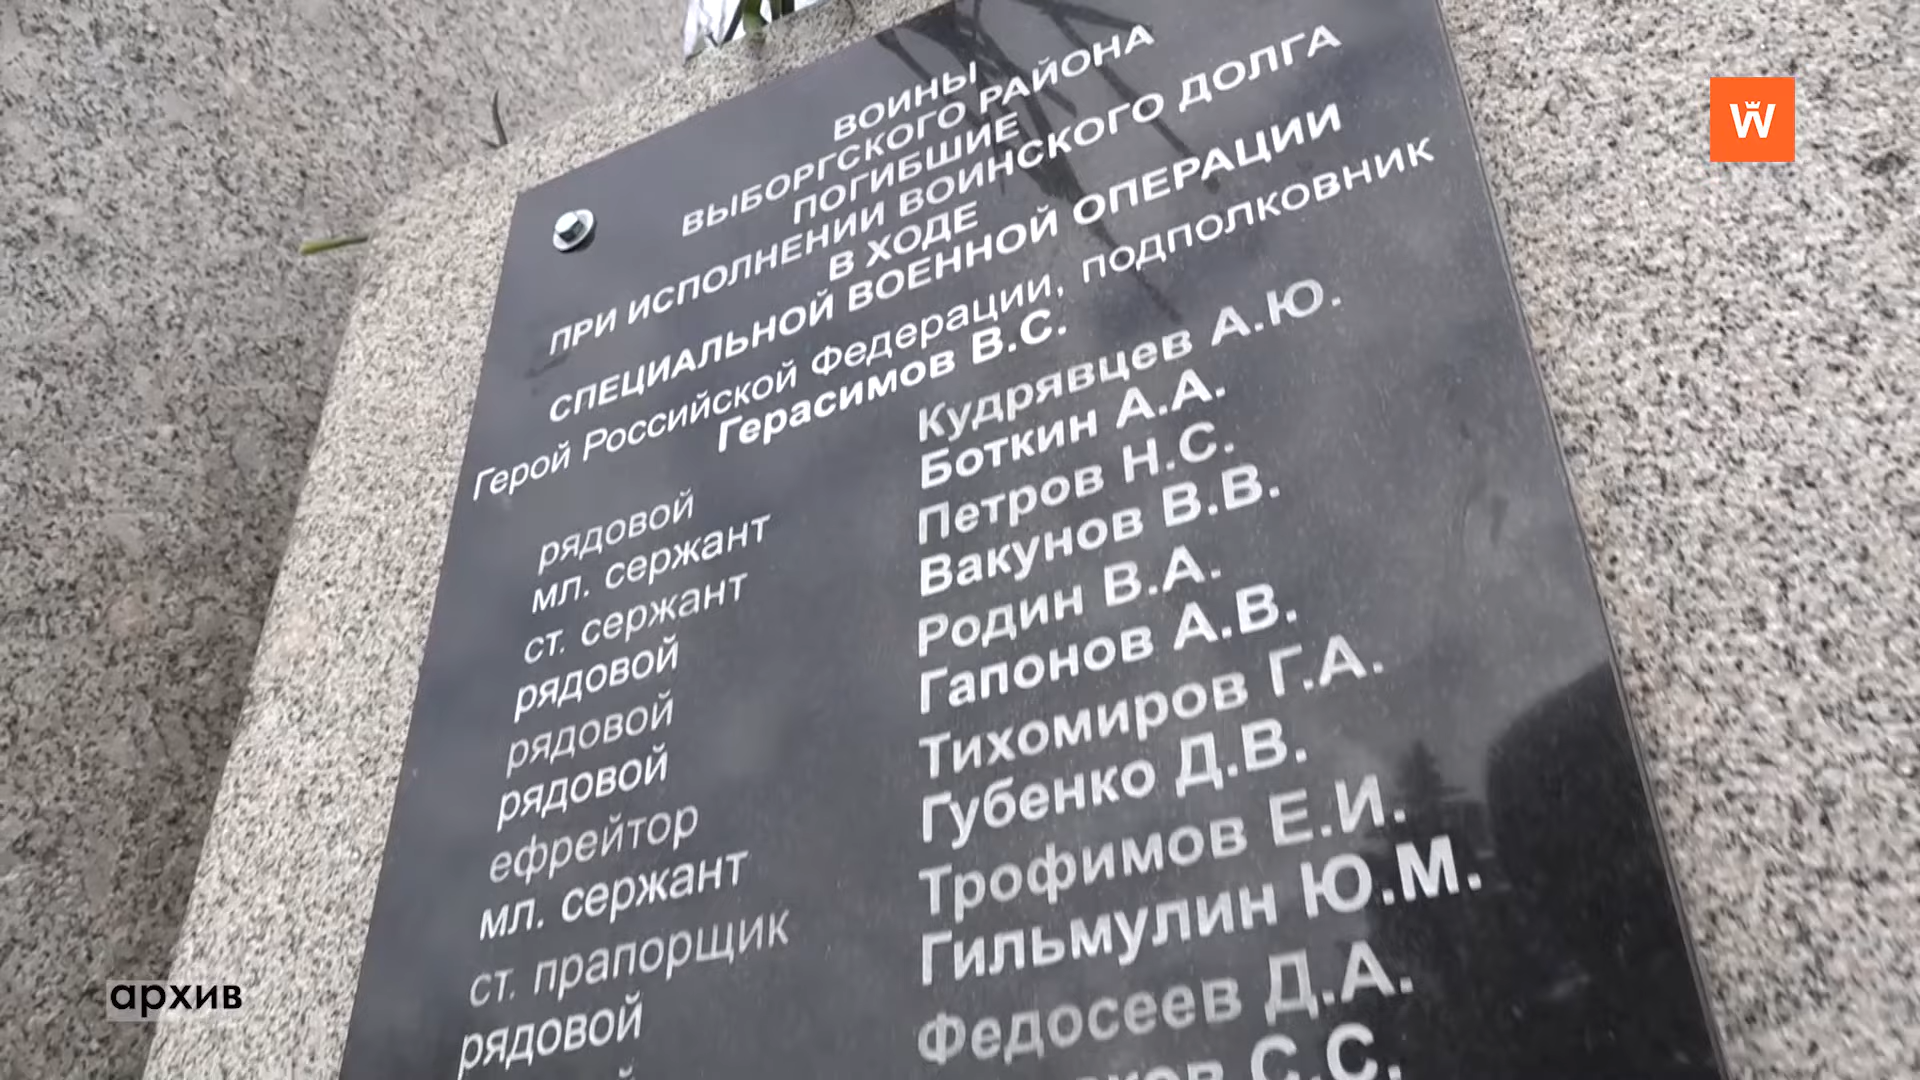 W
ВОИНЫ
ВЫБОРГСКОГО РАЙОНА
ПОГИБШИЕ
ПРИ ИСПОЛНЕНИИ ВОИНСКОГО ДОЛГА
В ХОДЕ
СПЕЦИАЛЬНОЙ ВОЕННОЙ ОПЕРАЦИИ
Герой Российской Федерации, подполковник
Герасимов В.С.
рядовой Кудрявцев А.Ю.
мл. сержант Боткин А.А.
ст. сержант Петров Н.С.
рядовой Вакунов В.В.
рядовой Родин В.А.
рядовой Гапонов А.В.
ефрейтор Тихомиров Г.А.
мл. сержант Губенко Д.В.
ст. прапорщик Трофимов Е.И.
рядовой Гильмулин Ю.М.
Федосеев Д.А.
С.С.
архив